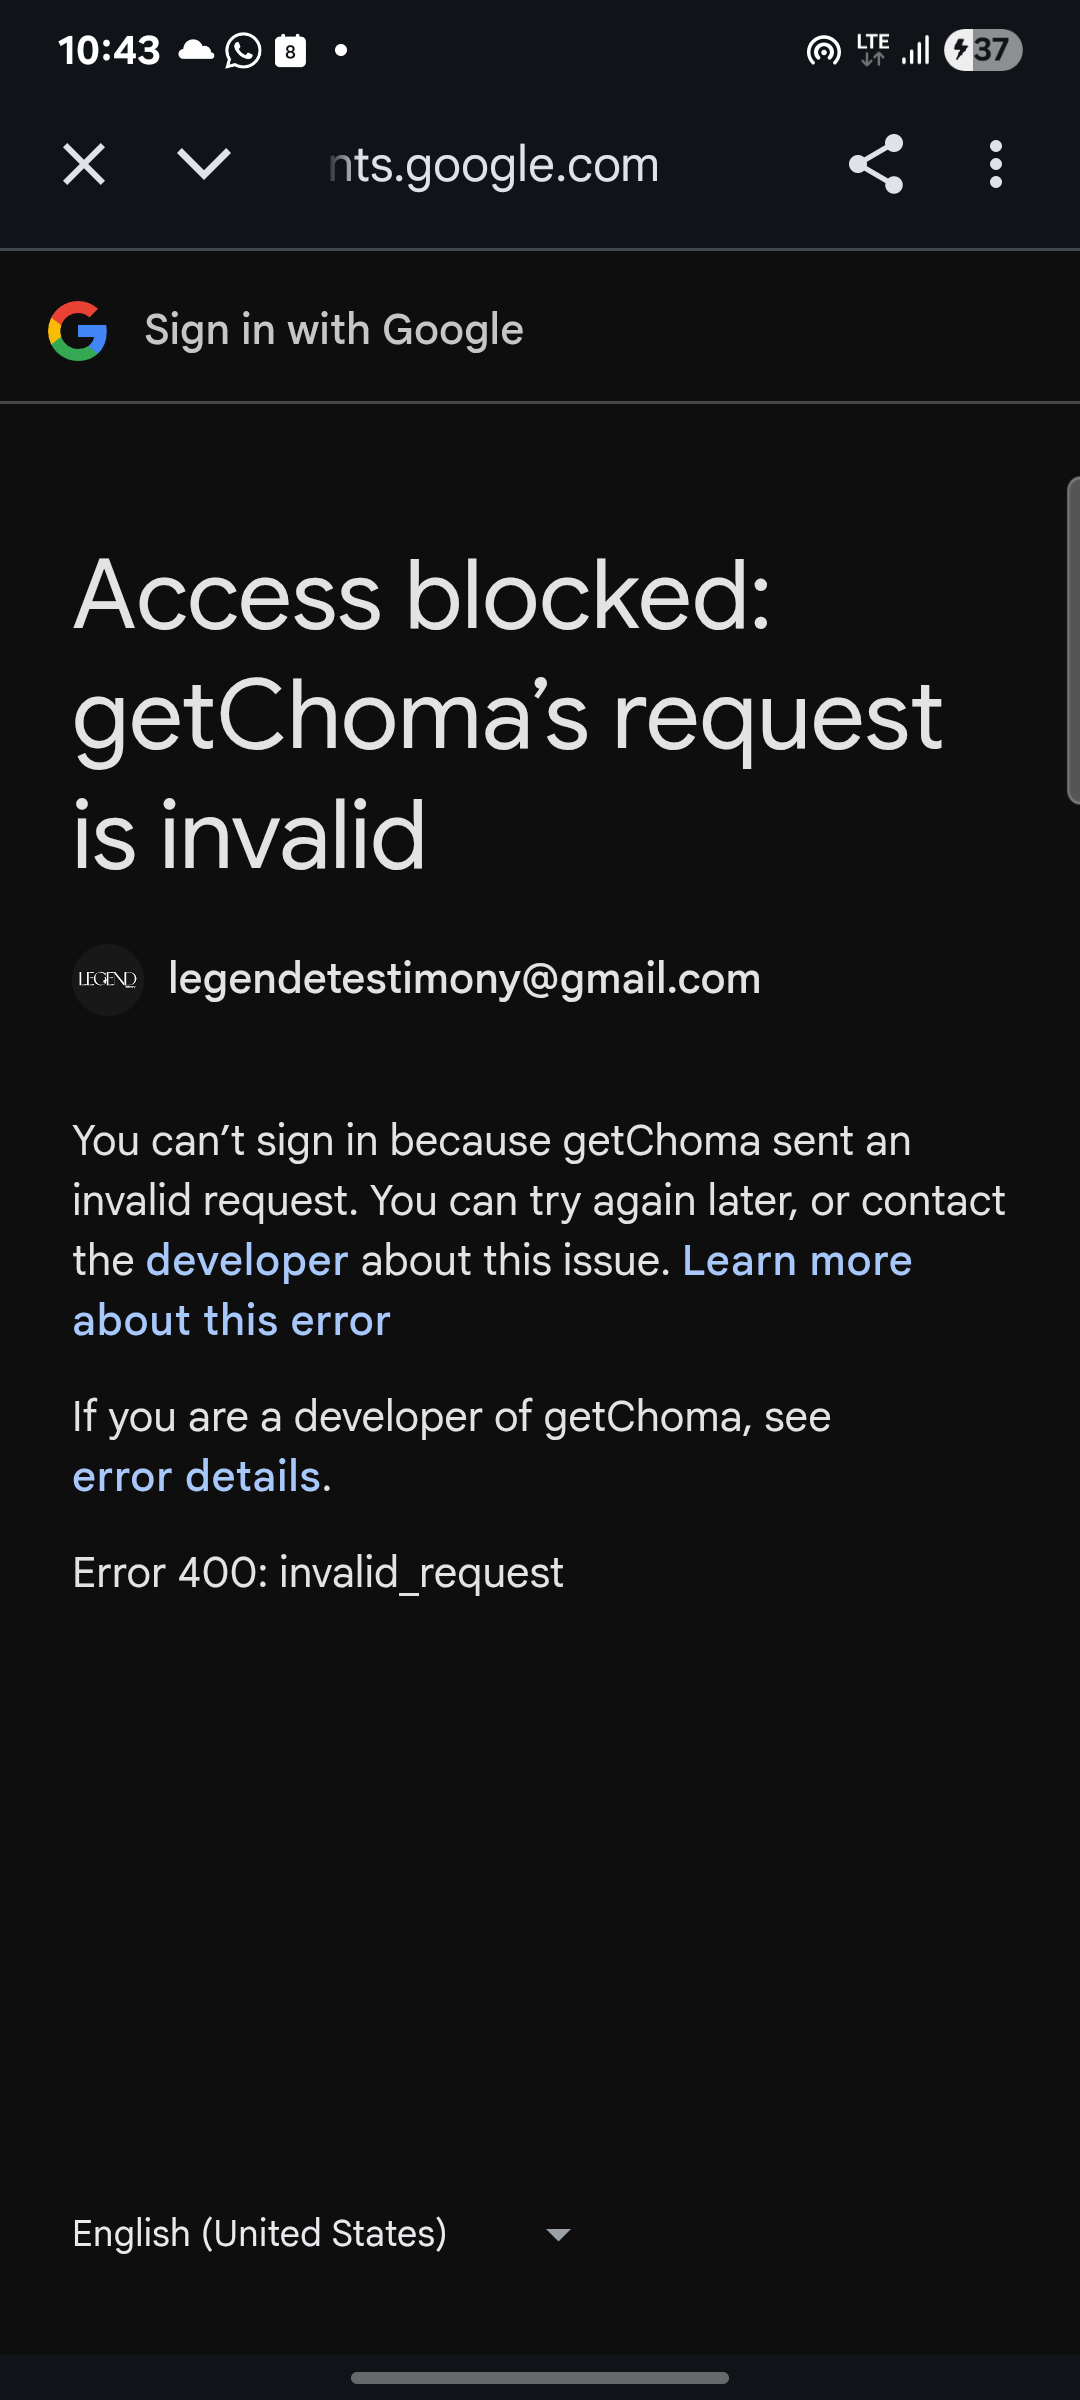 10:43
8
LTE
37
nts.google.com
Sign in with Google
Access blocked:
getChoma’s request
is invalid
LEGEND
legendetestimony@gmail.com
You can’t sign in because getChoma sent an
invalid request. You can try again later, or contact
the developer about this issue. Learn more
about this error
If you are a developer of getChoma, see
error details.
Error 400: invalid_request
English (United States)